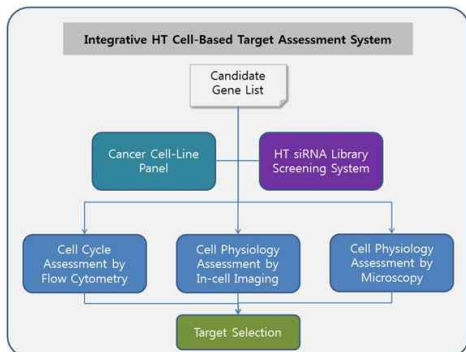 Integrative HT Cell-Based Target Assessment System
Candidate
Gene List
Cancer Cell-Line
Panel
HT siRNA Library
Screening System
Cell Cycle
Assessment by
Flow Cytometry
Cell Physiology
Assessment by
In-cell Imaging
Cell Physiology
Assessment by
Microscopy
Target Selection